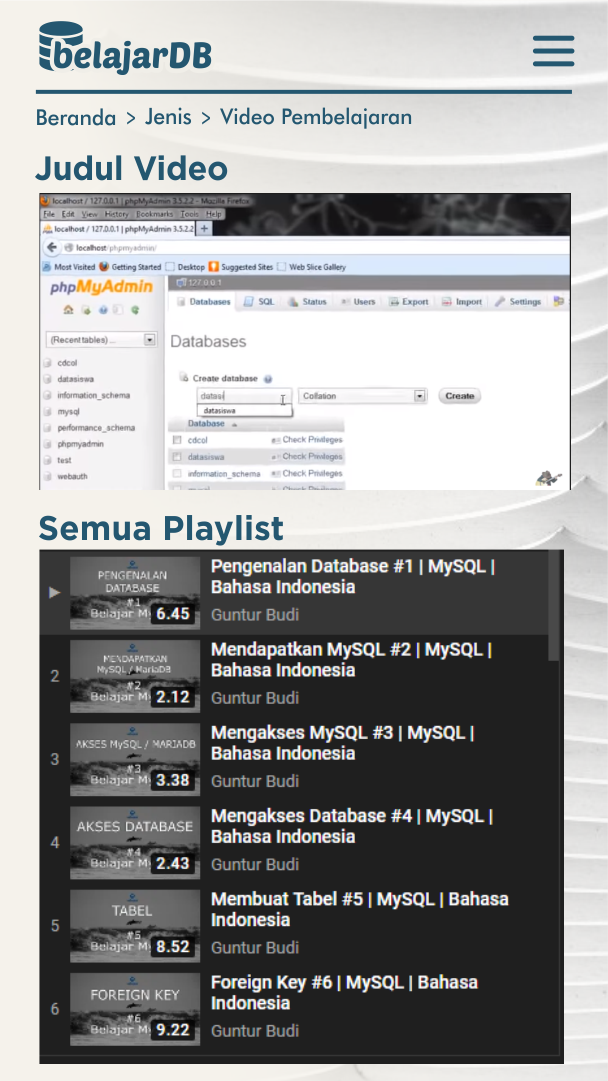 belajarDB
Beranda > Jenis > Video Pembelajaran
Judul Video
localhost / 127.0.0.1 | phpMyAdmin 3.5.2.2 - Mozilla Firefox
File Edit View History Bookmarks Tools Help
localhost / 127.0.0.1 | phpMyAdmin 3.5.2.2 +
localhost/phpmyadmin/
Most Visited Getting Started Desktop Suggested Sites Web Slice Gallery
phpMyAdmin
127.0.0.1
Databases SQL Status Users Export Import Settings
(Recent tables) ...
cdcol
datasiswa
information_schema
mysql
performance_schema
phpmyadmin
test
webauth
Databases
Create database
datasi Collation Create
datasiswa
Database
cdcol Check Privileges
datasiswa Check Privileges
information_schema Check Privileges
mysql Check Privileges
Semua Playlist
PENGENALAN
DATABASE
#1
Belajar M
6.45
Pengenalan Database #1 | MySQL |
Bahasa Indonesia
Guntur Budi
2
MENDAPATKAN
MySQL / MariaDB
#2
Belajar M
2.12
Mendapatkan MySQL #2 | MySQL |
Bahasa Indonesia
Guntur Budi
3
AKSES MySQL / MARIADB
#3
Belajar M
3.38
Mengakses MySQL #3 | MySQL |
Bahasa Indonesia
Guntur Budi
4
AKSES DATABASE
#4
Belajar M
2.43
Mengakses Database #4 | MySQL |
Bahasa Indonesia
Guntur Budi
5
TABEL
#5
Belajar M
8.52
Membuat Tabel #5 | MySQL | Bahasa
Indonesia
Guntur Budi
6
FOREIGN KEY
#6
Belajar M
9.22
Foreign Key #6 | MySQL | Bahasa
Indonesia
Guntur Budi